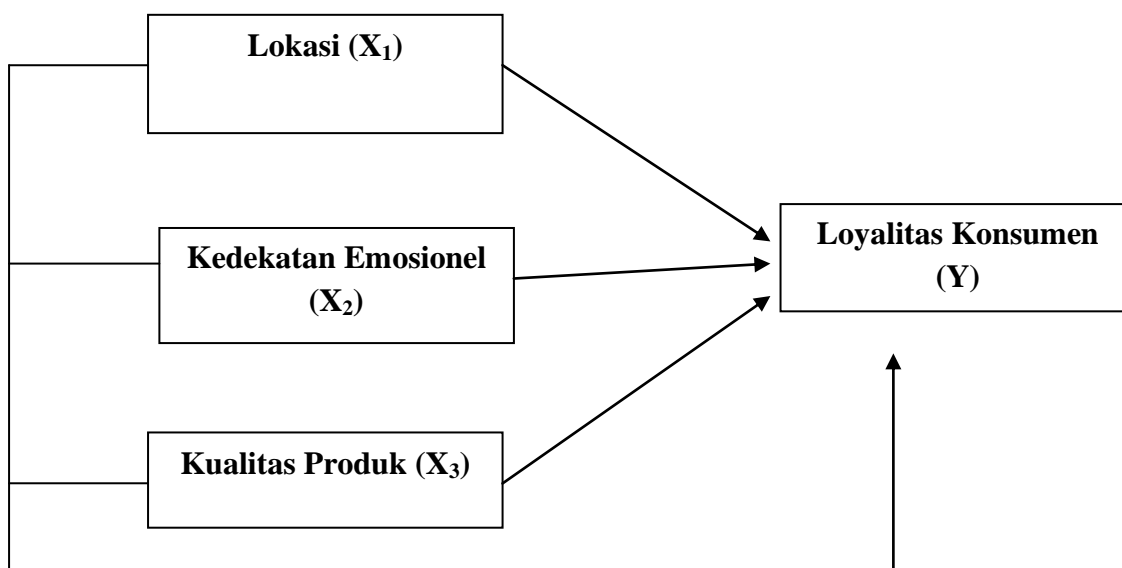 Lokasi (X₁)
Kedekatan Emosionel
(X₂)
Kualitas Produk (X₃)
Loyalitas Konsumen
(Y)